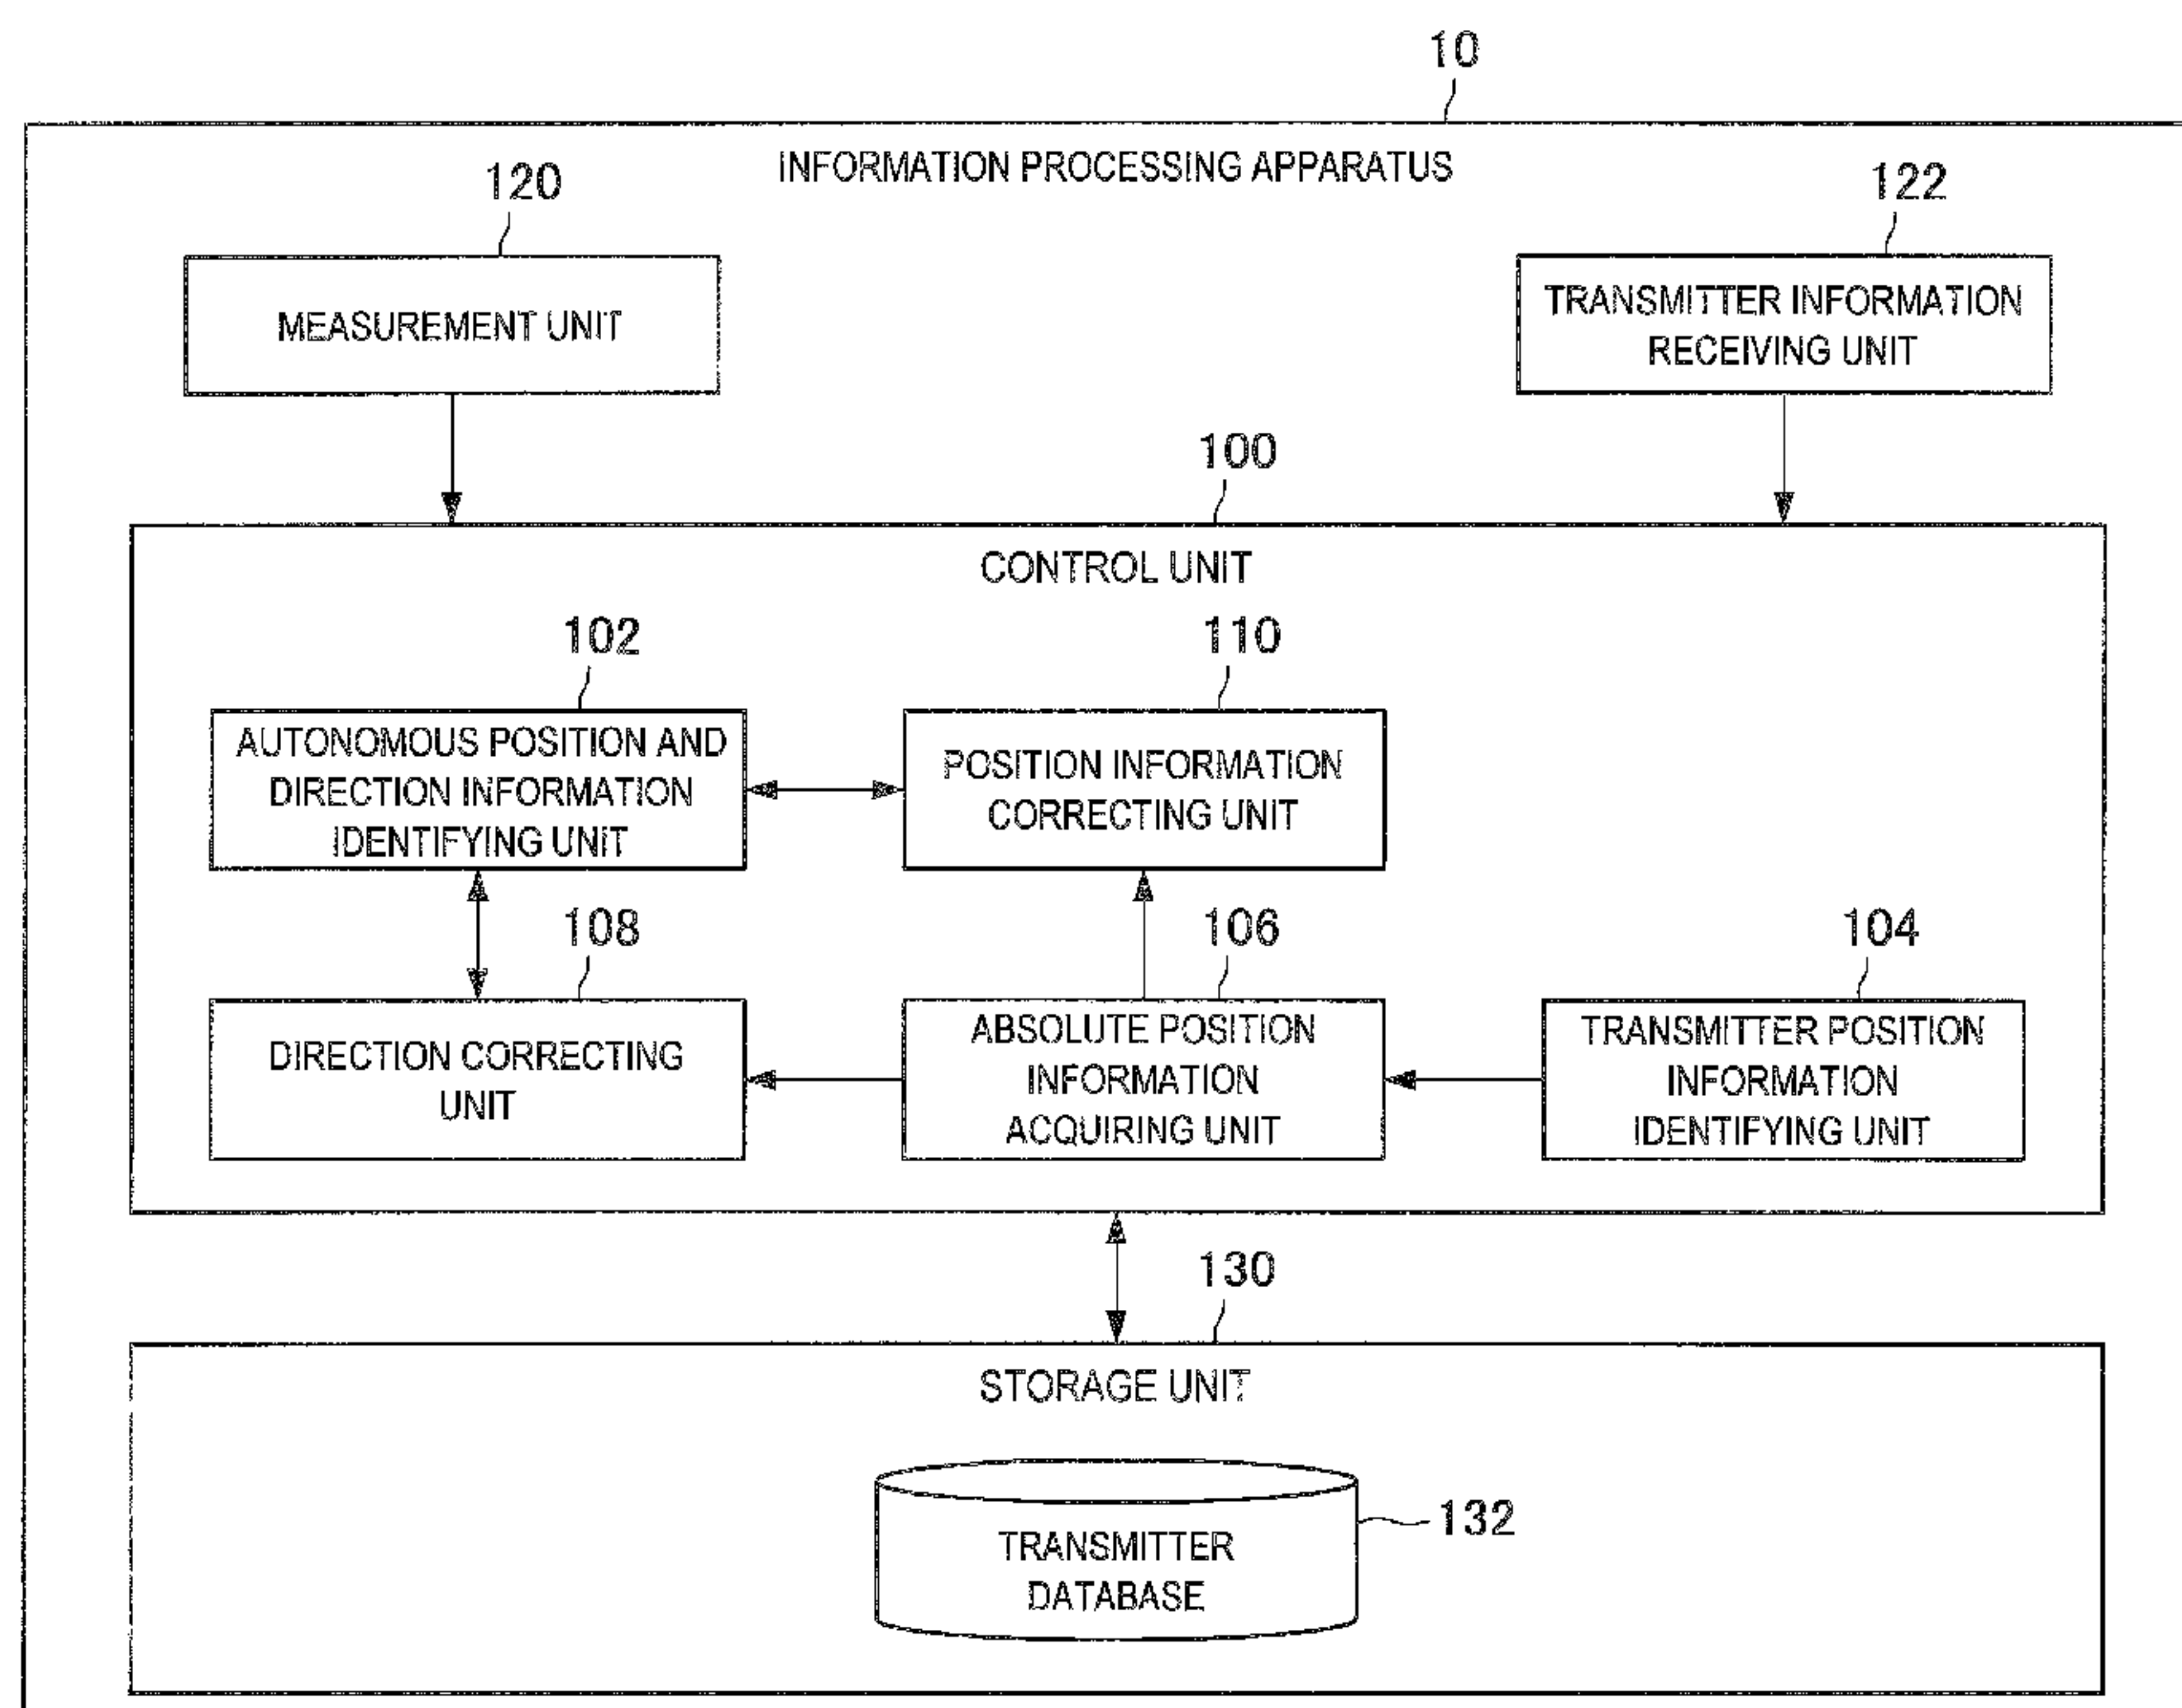 10
INFORMATION PROCESSING APPARATUS
120
122
MEASUREMENT UNIT
TRANSMITTER INFORMATION
RECEIVING UNIT
100
CONTROL UNIT
102
110
AUTONOMOUS POSITION AND
DIRECTION INFORMATION
IDENTIFYING UNIT
POSITION INFORMATION
CORRECTING UNIT
108
106
104
DIRECTION CORRECTING
UNIT
ABSOLUTE POSITION
INFORMATION
ACQUIRING UNIT
TRANSMITTER POSITION
INFORMATION
IDENTIFYING UNIT
130
STORAGE UNIT
TRANSMITTER
DATABASE
132